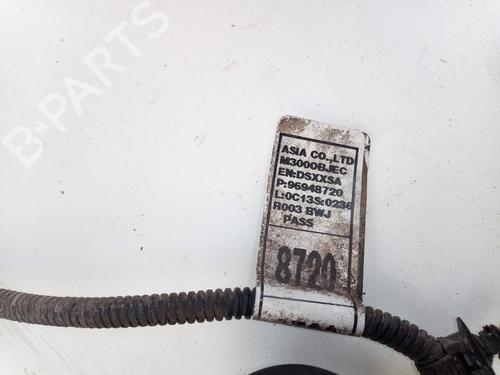 B-PARTS
ASIA CO.,LTD
M3000BJEC
EN:DSXXSA
P:96948720
L:0C13S:0236
R003 BWJ
PASS
8720